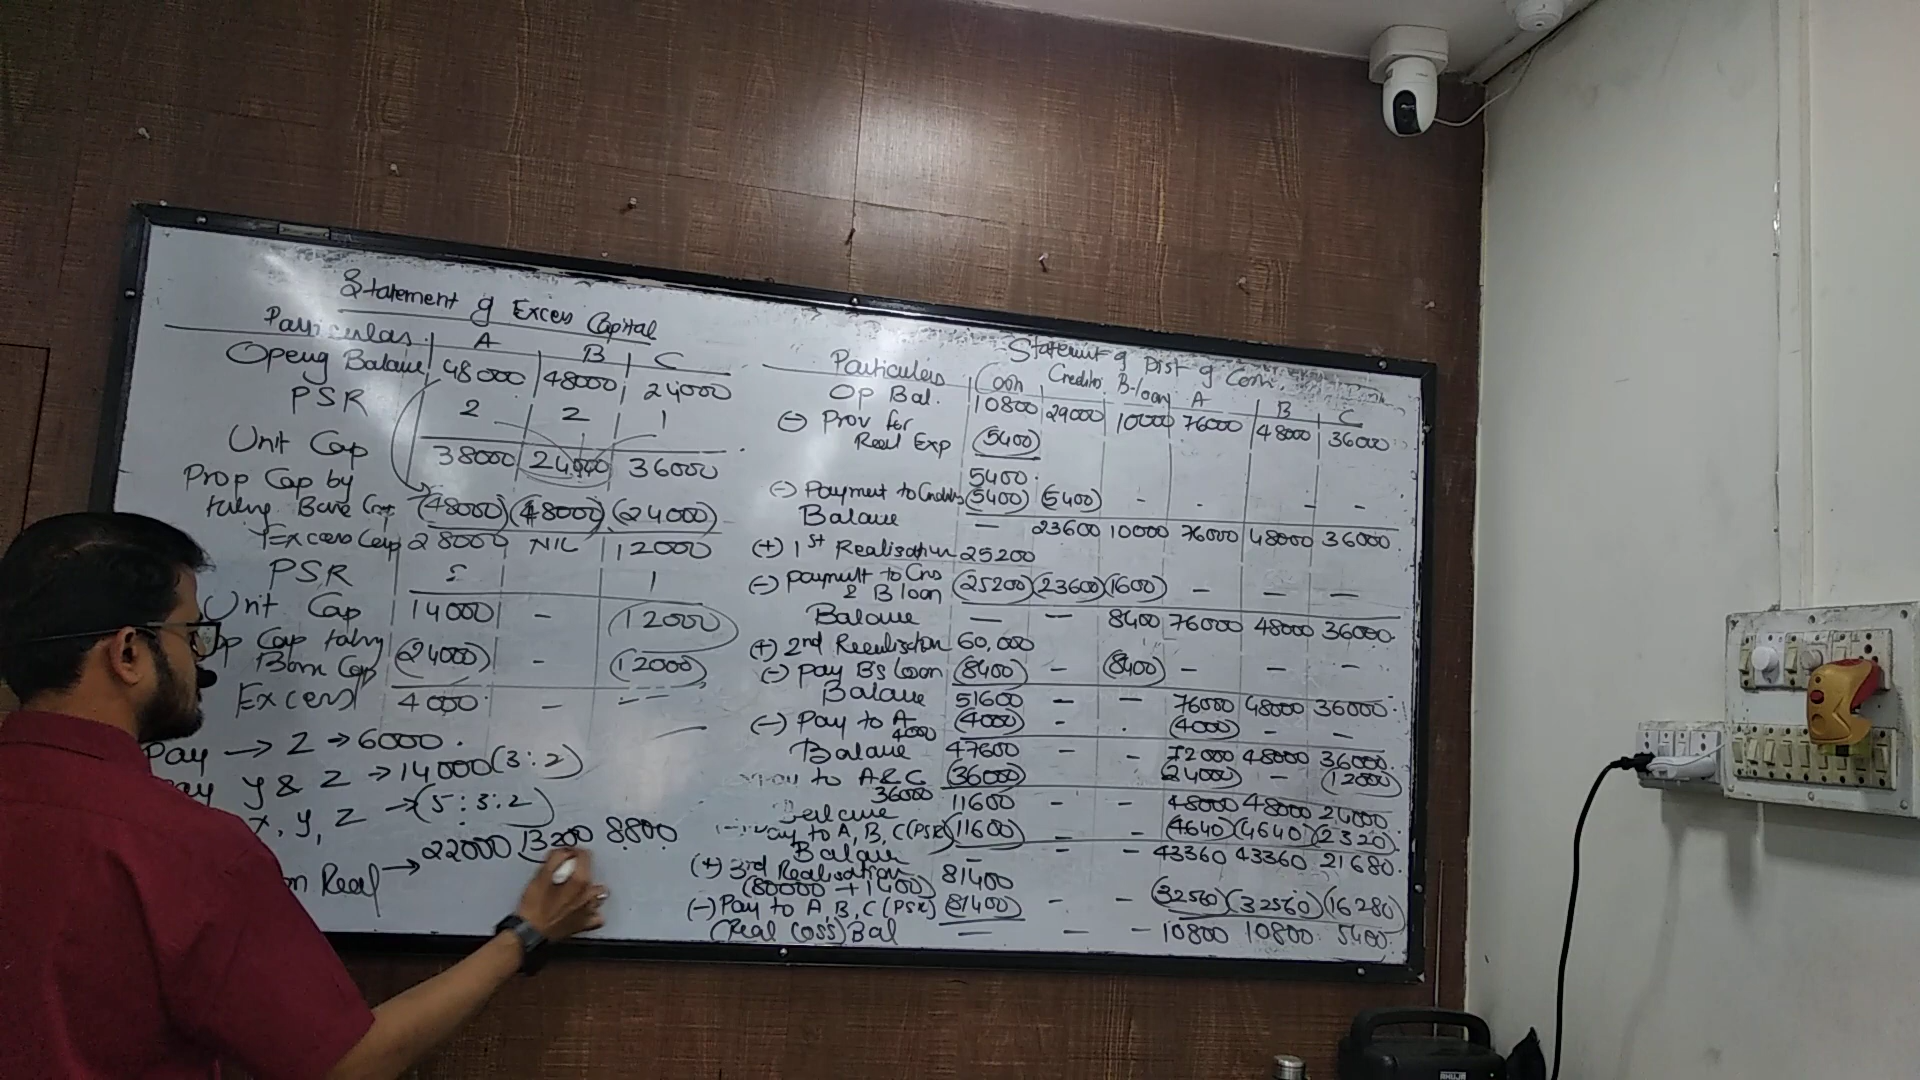 Statement of Excess Capital
Particulars A B C
Openg Balance 48000 48000 24000
PSR 2 2 1
Unit Cap 38000 24000 36000
Prop Cap by
taking Base Cap (48000) (48000) (24000)
Excess Cap 28000 NIL 12000
PSR 2 1
Unit Cap 14000 - 12000
Cap taking (24000) - (12000)
Excess 4000 -
Pay → Z → 6000.
y & Z → 14000 (3:2)
x, y, Z → (5:3:2)
22000 13200 8800
on Real →
Statement of Dist of Cash
Particulars Cash Creditor B-loan A B C
Op Bal. 10800 29000 10000 76000 48000 36000
(-) Prov for
Real Exp (5400)
5400
(-) Payment to Creditors (5400) (5400) - - - -
Balance — 23600 10000 76000 48000 36000
(+) 1st Realisation 25200
(-) Payment to Crs
& B loan (25200) (23600) (1600) — — —
Balance — — 8400 76000 48000 36000
(+) 2nd Realisation 60,000
(-) Pay B's loan (8400) - (8400) - - -
Balance 51600 - - 76000 48000 36000
(-) Pay to A
4000 (4000) - . (4000) - -
Balance 47600 - - 72000 48000 36000
to A & C
36000 (36000) (24000) - (12000)
Balance 11600 - - 48000 48000 24000
Pay to A, B, C (PSR) (11600) - - (4640) (4640) (2320)
Balance — - 43360 43360 21680
(+) 3rd Realisation
(80000 + 1400) 81400
(-) Pay to A, B, C (PSR) (81400) - - (32560) (32560) (16280)
(Real Loss) Bal — - - 10800 10800 5400
AHUJA